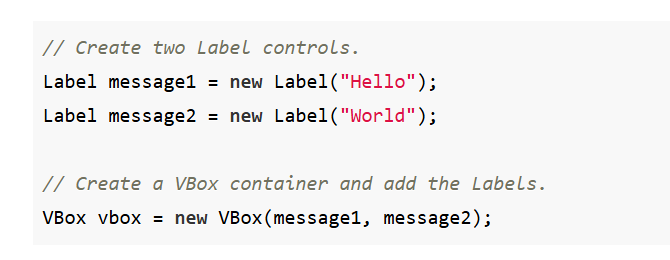 // Create two Label controls.
Label message1 = new Label("Hello");
Label message2 = new Label("World");
// Create a VBox container and add the Labels.
VBox vbox = new VBox(message1, message2);